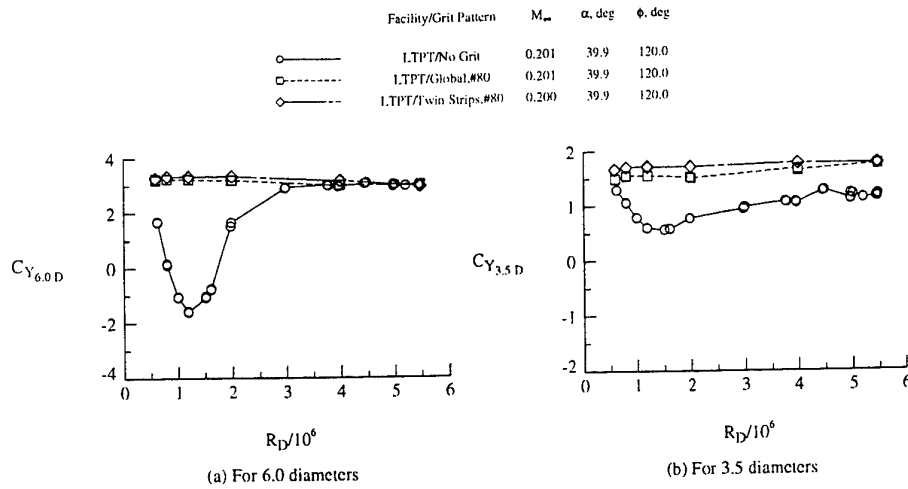 Facility/Grit Pattern M∞ α, deg ϕ, deg
LTPT/No Grit 0.201 39.9 120.0
LTPT/Global,#80 0.201 39.9 120.0
LTPT/Twin Strips,#80 0.200 39.9 120.0
4
2
0
-2
-4
C_Y6.0 D
0 1 2 3 4 5 6
R_D/10^6
(a) For 6.0 diameters
2
1
0
-1
-2
C_Y3.5 D
0 1 2 3 4 5 6
R_D/10^6
(b) For 3.5 diameters